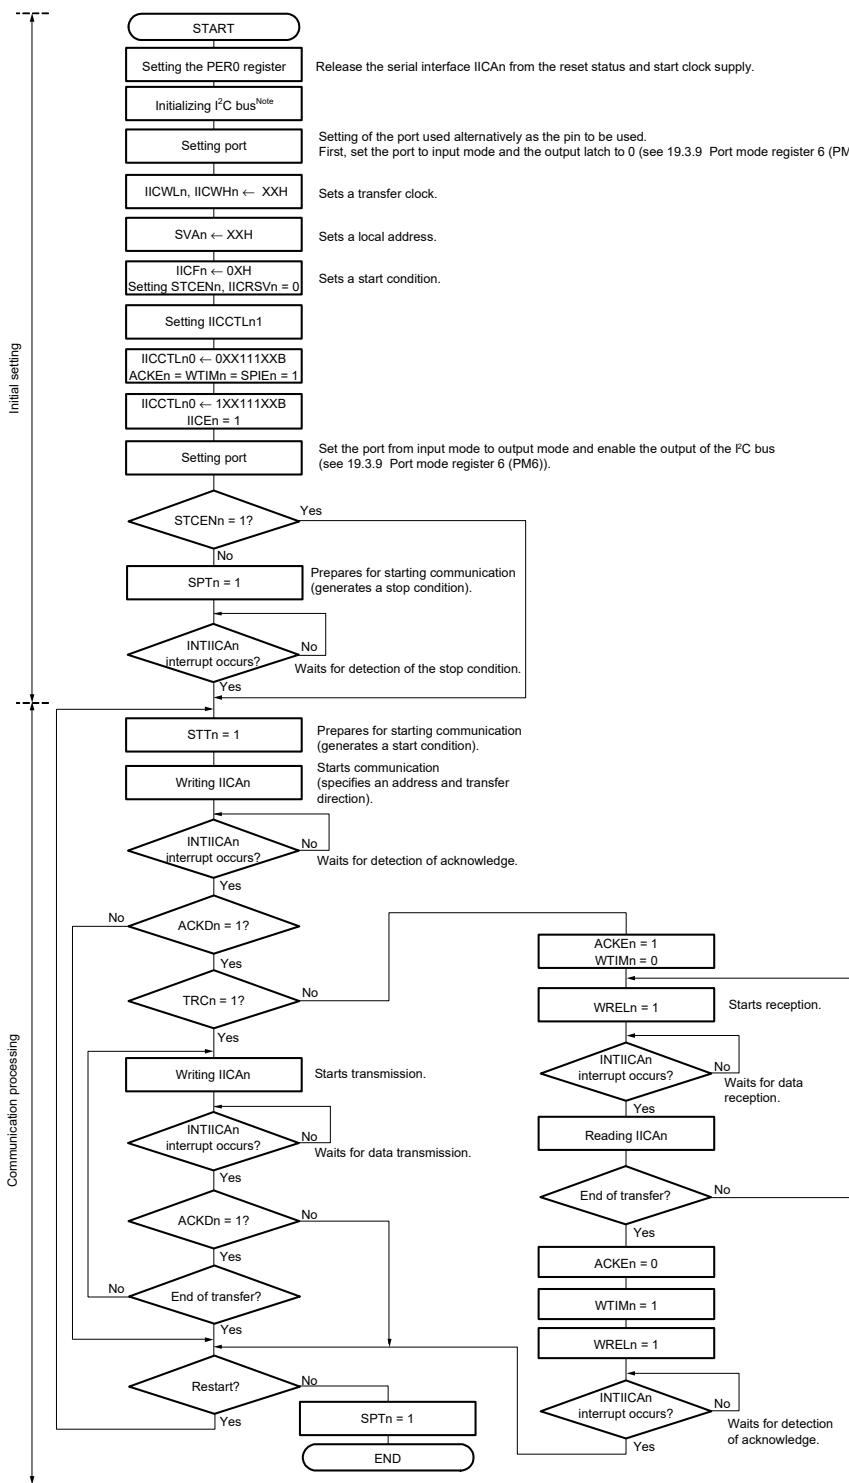 START
Setting the PER0 register
Release the serial interface IICAn from the reset status and start clock supply.
Initializing I2C busNote
Setting port
Setting of the port used alternatively as the pin to be used.
First, set the port to input mode and the output latch to 0 (see 19.3.9 Port mode register 6 (PM
IICWLn, IICWHn ← XXH
Sets a transfer clock.
SVAn ← XXH
Sets a local address.
IICFn ← 0XH
Setting STCENn, IICRSVn = 0
Sets a start condition.
Setting IICCTLn1
IICCTLn0 ← 0XX111XXB
ACKEn = WTIMn = SPIEn = 1
IICCTLn0 ← 1XX111XXB
IICEn = 1
Setting port
Set the port from input mode to output mode and enable the output of the I2C bus
(see 19.3.9 Port mode register 6 (PM6)).
Initial setting
STCENn = 1?
Yes
No
SPTn = 1
Prepares for starting communication
(generates a stop condition).
INTIICAn
interrupt occurs?
No
Waits for detection of the stop condition.
Yes
STTn = 1
Prepares for starting communication
(generates a start condition).
Writing IICAn
Starts communication
(specifies an address and transfer
direction).
INTIICAn
interrupt occurs?
No
Waits for detection of acknowledge.
Yes
No
ACKDn = 1?
Yes
TRCn = 1?
No
Yes
Writing IICAn
Starts transmission.
INTIICAn
interrupt occurs?
No
Waits for data transmission.
Yes
ACKDn = 1?
No
Yes
No
End of transfer?
Yes
Restart?
No
Yes
SPTn = 1
END
Communication processing
ACKEn = 1
WTIMn = 0
WRELn = 1
Starts reception.
INTIICAn
interrupt occurs?
No
Waits for data
reception.
Yes
Reading IICAn
End of transfer?
No
Yes
ACKEn = 0
WTIMn = 1
WRELn = 1
INTIICAn
interrupt occurs?
No
Waits for detection
of acknowledge.
Yes